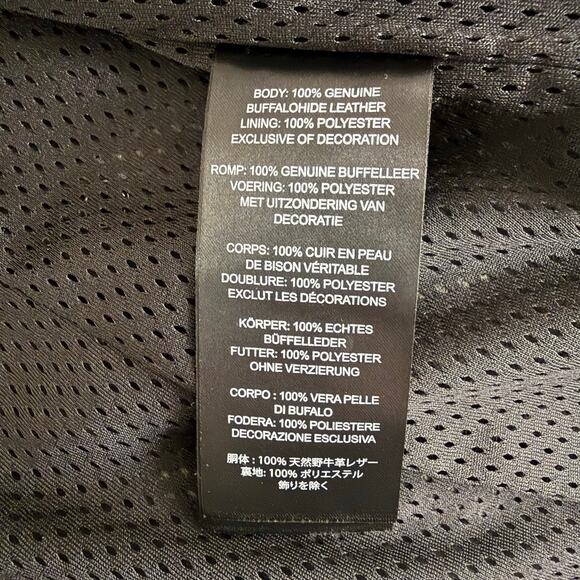 BODY: 100% GENUINE
BUFFALOHIDE LEATHER
LINING: 100% POLYESTER
EXCLUSIVE OF DECORATION
ROMP: 100% GENUINE BUFFELLEER
VOERING: 100% POLYESTER
MET UITZONDERING VAN
DECORATIE
CORPS: 100% CUIR EN PEAU
DE BISON VÉRITABLE
DOUBLURE: 100% POLYESTER
EXCLUT LES DÉCORATIONS
KÖRPER: 100% ECHTES
BÜFFELLEDER
FUTTER: 100% POLYESTER
OHNE VERZIERUNG
CORPO : 100% VERA PELLE
DI BUFALO
FODERA: 100% POLIESTERE
DECORAZIONE ESCLUSIVA
胴体 : 100% 天然野牛革レザー
裏地: 100% ポリエステル
飾りを除く